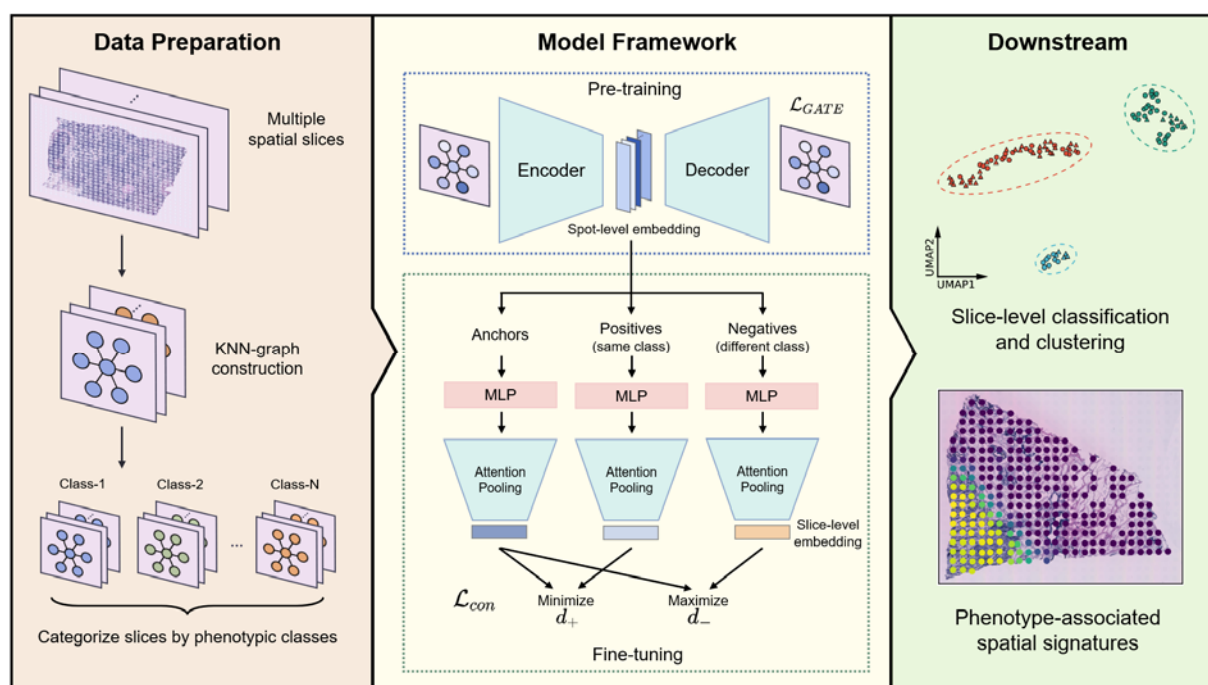 Data Preparation
Multiple
spatial slices
KNN-graph
construction
Class-1
Class-2
Class-N
...
Categorize slices by phenotypic classes
Model Framework
Pre-training
ℒ_GATE
Encoder
Decoder
Spot-level embedding
Anchors
Positives
(same class)
Negatives
(different class)
MLP
MLP
MLP
Attention
Pooling
Attention
Pooling
Attention
Pooling
Slice-level
embedding
ℒ_con
Minimize
d₊
Maximize
d₋
Fine-tuning
Downstream
UMAP2
UMAP1
Slice-level classification
and clustering
Phenotype-associated
spatial signatures